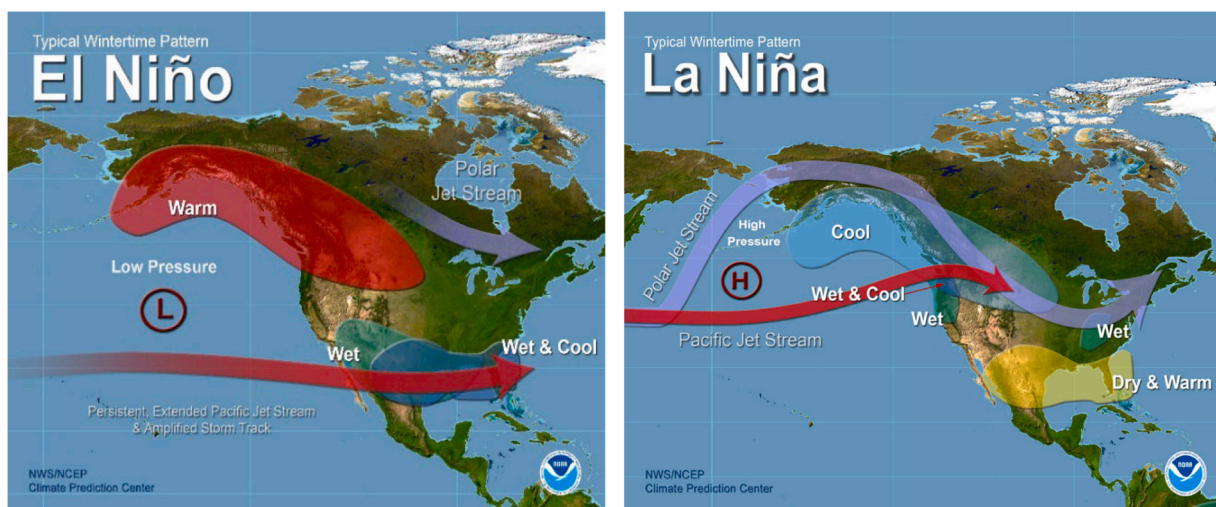 Typical Wintertime Pattern
El Niño
Polar
Jet Stream
Warm
Low Pressure
L
Wet
Wet & Cool
Persistent, Extended Pacific Jet Stream
& Amplified Storm Track
NWS/NCEP
Climate Prediction Center
NOAA
Typical Wintertime Pattern
La Niña
Polar Jet Stream
High
Pressure
H
Cool
Wet & Cool
Wet
Pacific Jet Stream
Wet
Dry & Warm
NWS/NCEP
Climate Prediction Center
NOAA